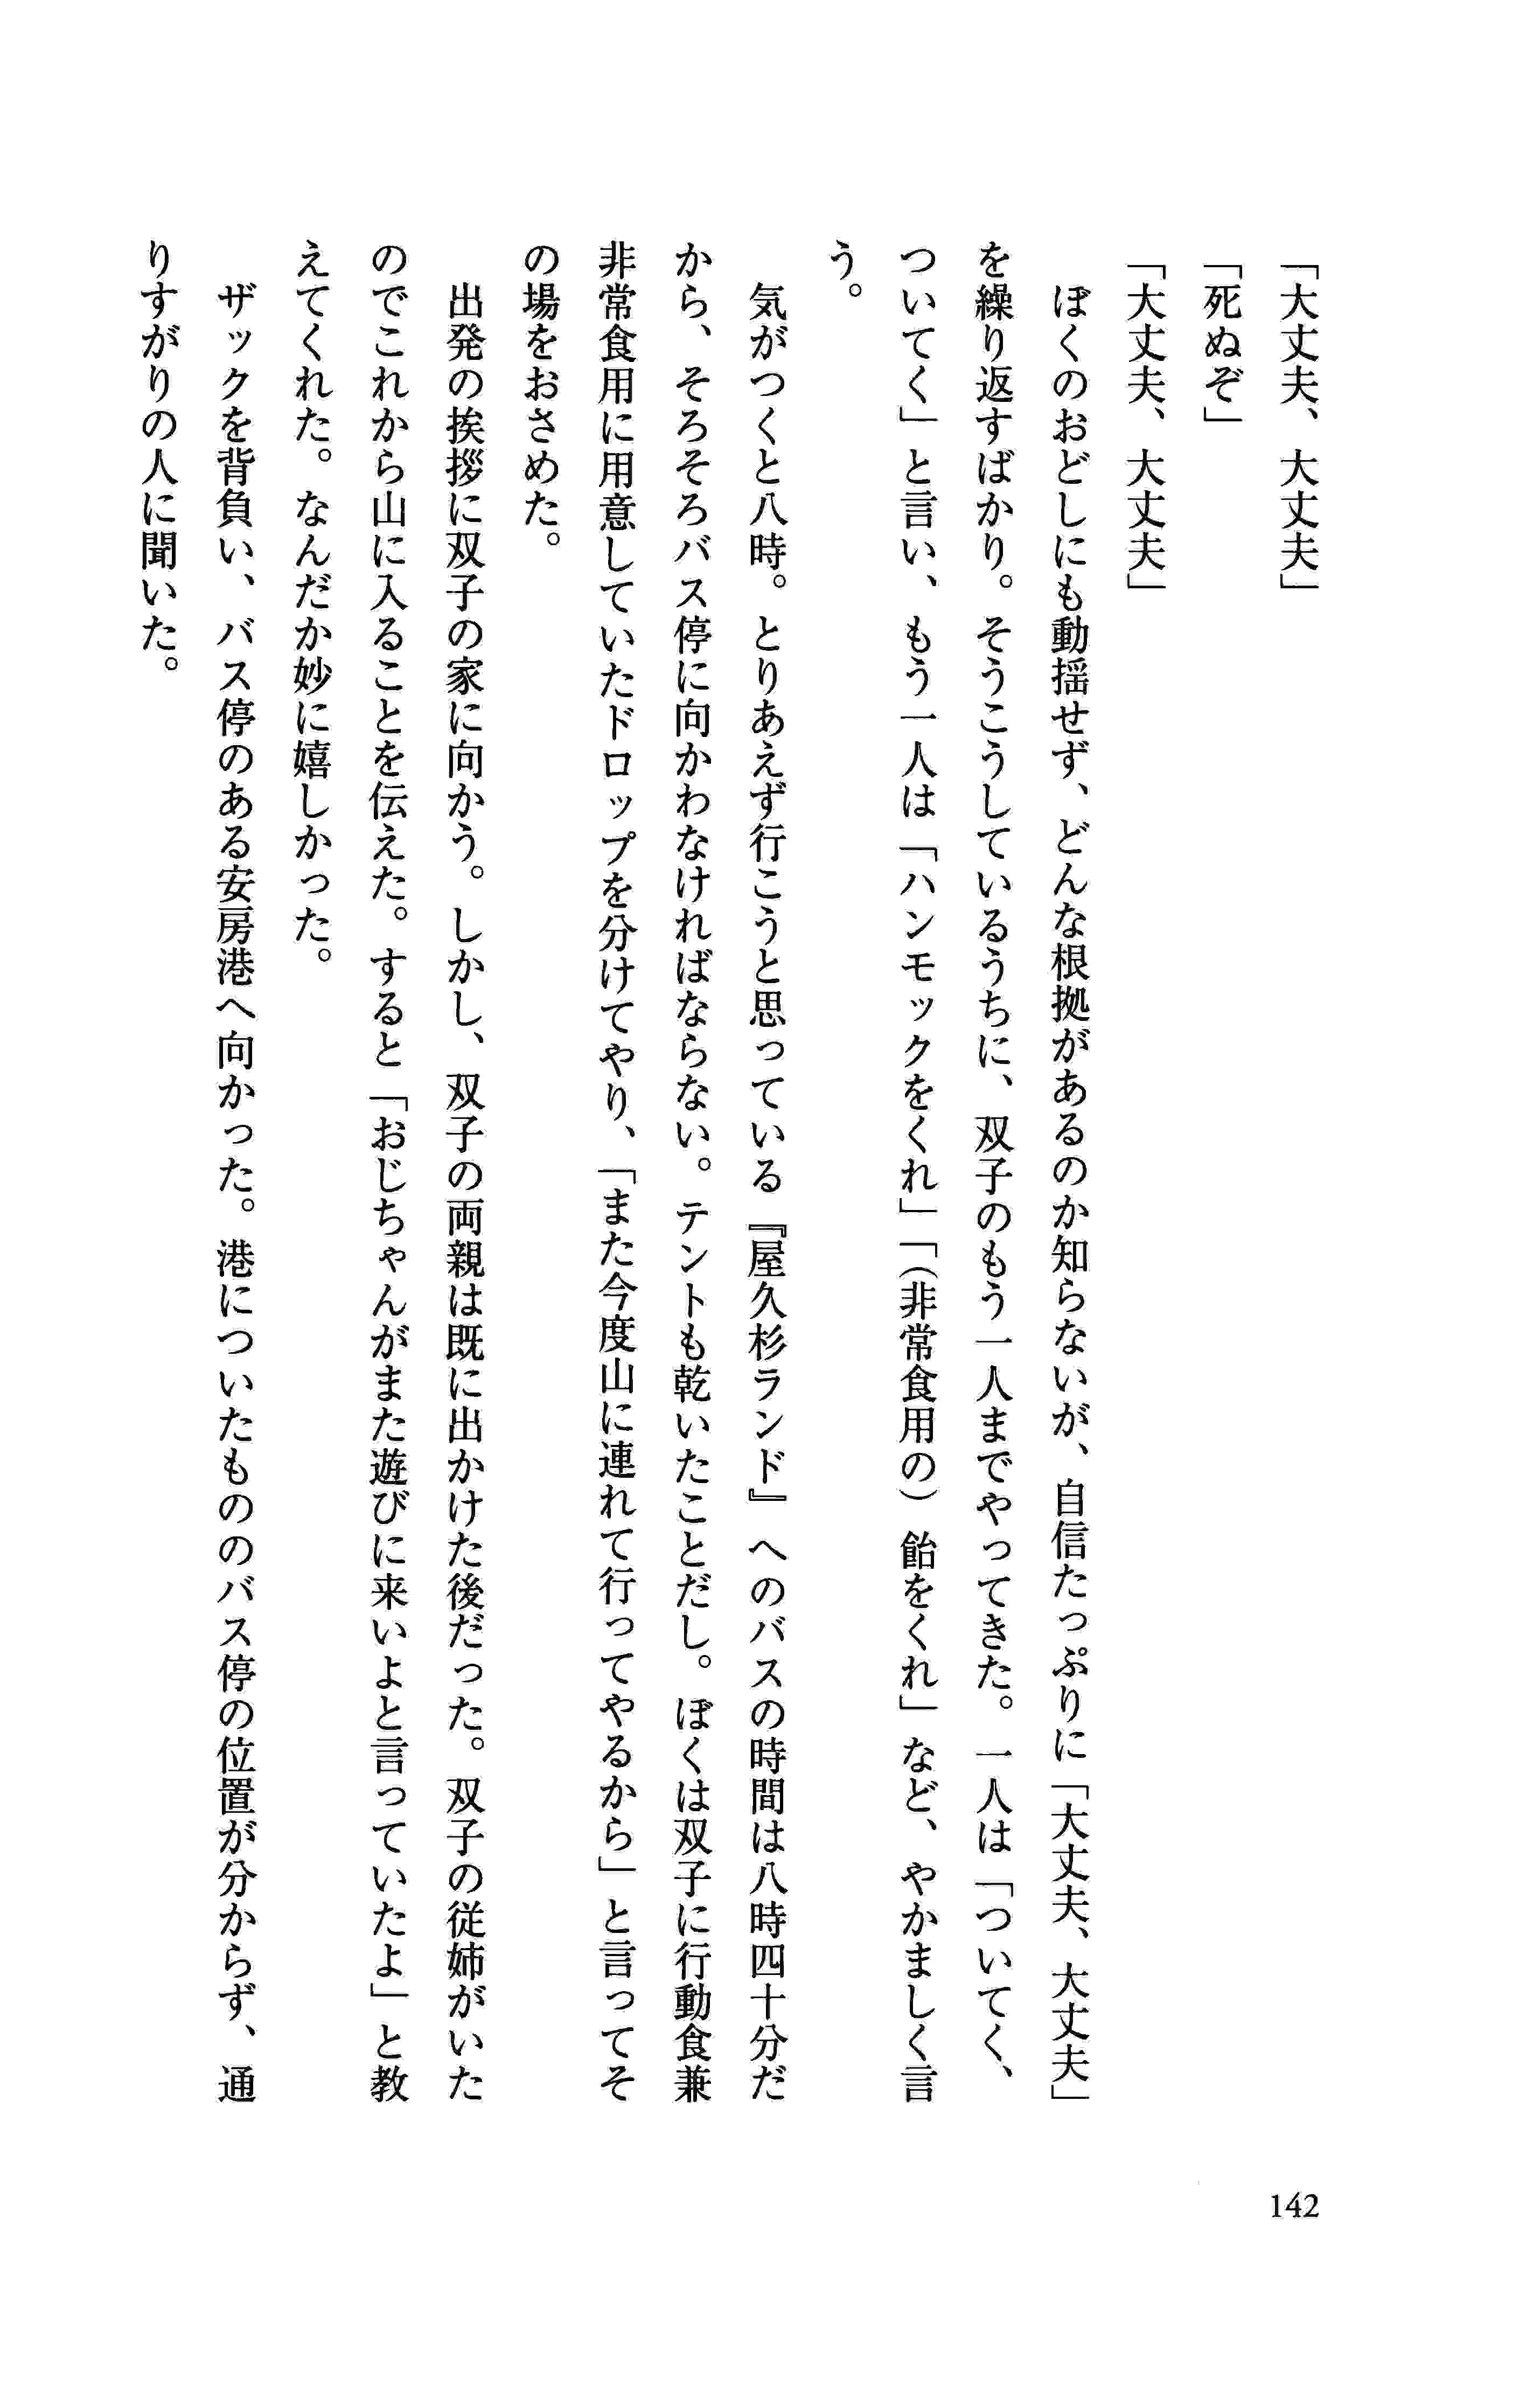 「大丈夫、大丈夫」
「死ぬぞ」
「大丈夫、大丈夫」
　ぼくのおどしにも動揺せず、どんな根拠があるのか知らないが、自信たっぷりに「大丈夫、大丈夫」
を繰り返すばかり。そうこうしているうちに、双子のもう一人までやってきた。一人は「ついてく、
ついてく」と言い、もう一人は「ハンモックをくれ」「（非常食用の）飴をくれ」など、やかましく言
う。
　気がつくと八時。とりあえず行こうと思っている『屋久杉ランド』へのバスの時間は八時四十分だ
から、そろそろバス停に向かわなければならない。テントも乾いたことだし。ぼくは双子に行動食兼
非常食用に用意していたドロップを分けてやり、「また今度山に連れて行ってやるから」と言ってそ
の場をおさめた。
　出発の挨拶に双子の家に向かう。しかし、双子の両親は既に出かけた後だった。双子の従姉がいた
のでこれから山に入ることを伝えた。すると「おじちゃんがまた遊びに来いよと言っていたよ」と教
えてくれた。なんだか妙に嬉しかった。
　ザックを背負い、バス停のある安房港へ向かった。港についたもののバス停の位置が分からず、通
りすがりの人に聞いた。
142